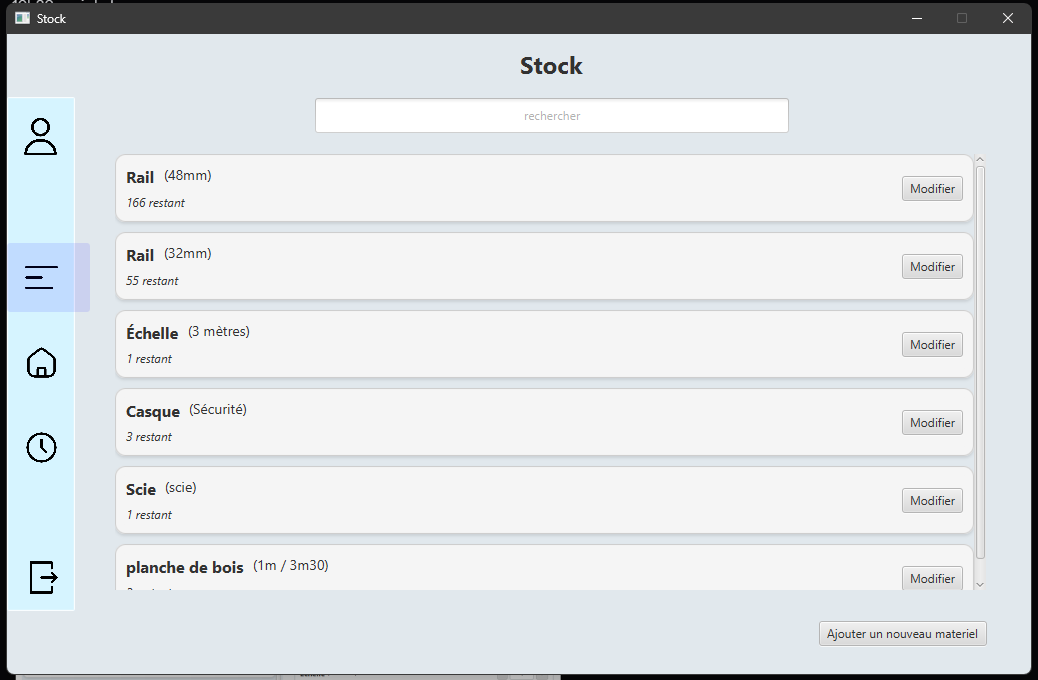 Stock
Stock
rechercher
Rail (48mm)
166 restant
Modifier
Rail (32mm)
55 restant
Modifier
Échelle (3 mètres)
1 restant
Modifier
Casque (Sécurité)
3 restant
Modifier
Scie (scie)
1 restant
Modifier
planche de bois (1m / 3m30)
Modifier
Ajouter un nouveau materiel